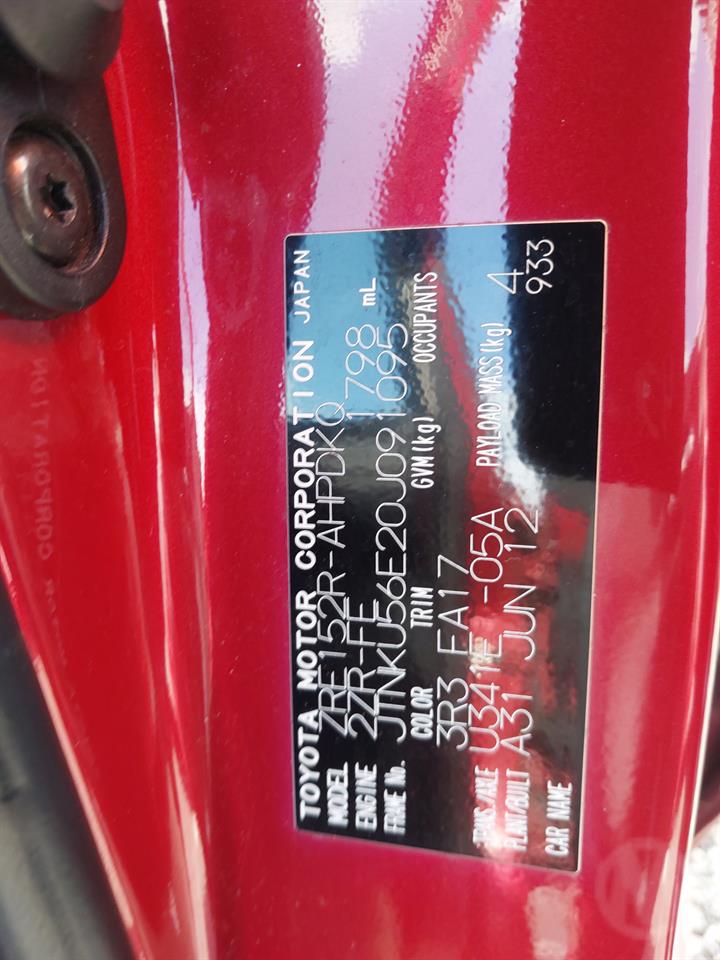 TOYOTA MOTOR CORPORATION JAPAN
MODEL ZRE152R-AHPDKQ
ENGINE 2ZR-FE 1798 mL
FRAME No. JTNKU56E20J091095
COLOR TRIM GVM(kg) OCCUPANTS
3R3 FA17 4
TRANS/AXLE U341E -05A PAYLOAD MASS(kg) 933
PLANT/BUILT A31 JUN 12
CAR NAME